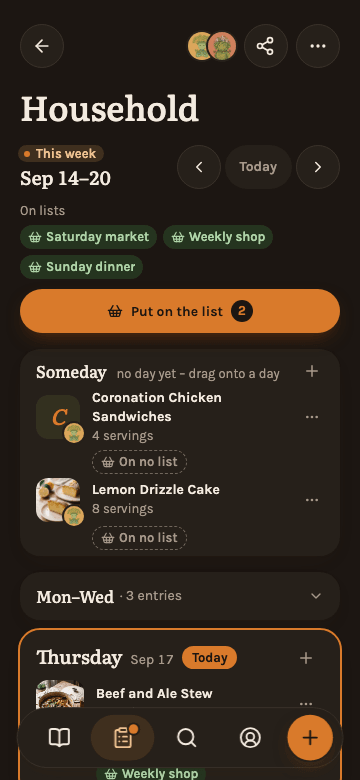 Household
This week
Sep 14–20
Today
On lists
Saturday market
Weekly shop
Sunday dinner
Put on the list 2
Someday no day yet – drag onto a day
C
Coronation Chicken
Sandwiches
4 servings
On no list
Lemon Drizzle Cake
8 servings
On no list
Mon–Wed · 3 entries
Thursday Sep 17 Today
Beef and Ale Stew
Weekly shop